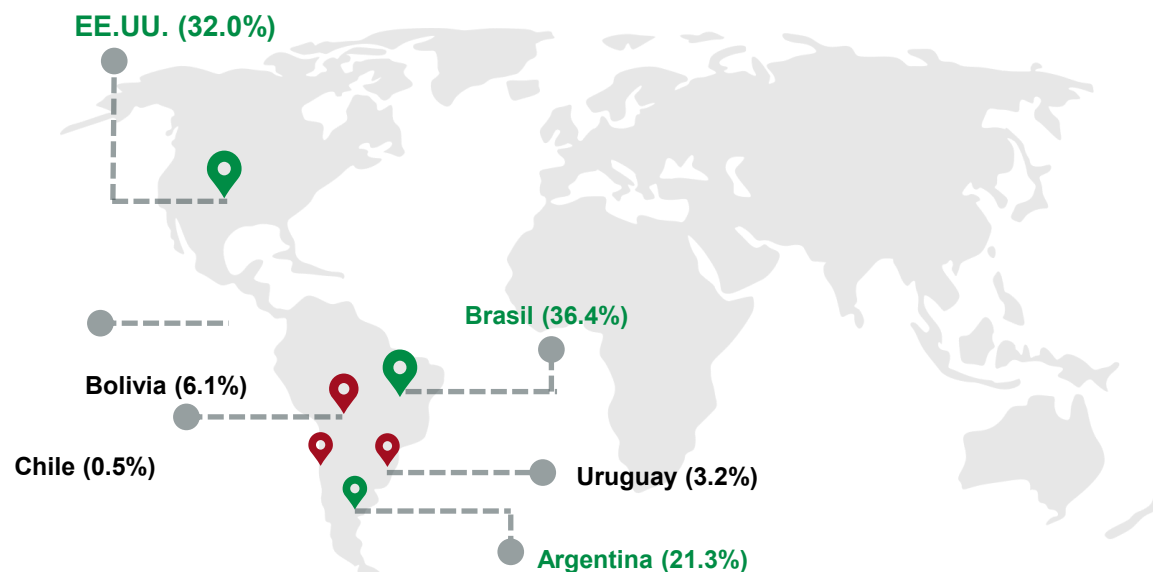 EE.UU. (32.0%)
Brasil (36.4%)
Bolivia (6.1%)
Chile (0.5%)
Uruguay (3.2%)
Argentina (21.3%)